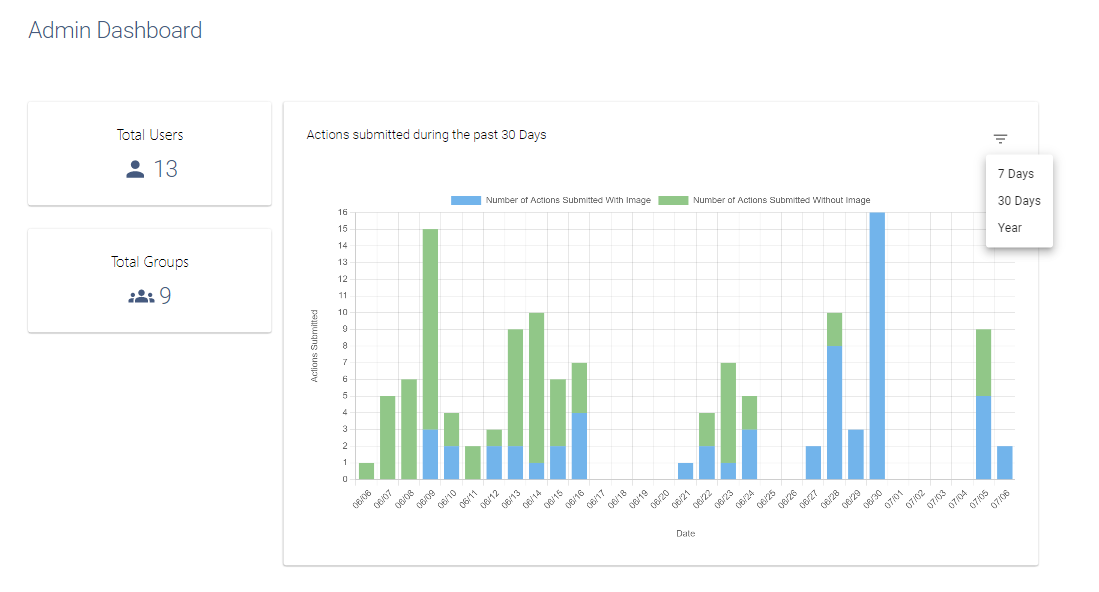 Admin Dashboard
Total Users
13
Total Groups
9
Actions submitted during the past 30 Days
7 Days
30 Days
Year
Number of Actions Submitted With Image
Number of Actions Submitted Without Image
Actions Submitted
16
15
14
13
12
11
10
9
8
7
6
5
4
3
2
1
0
06/06 06/07 06/08 06/09 06/10 06/11 06/12 06/13 06/14 06/15 06/16 06/17 06/18 06/19 06/20 06/21 06/22 06/23 06/24 06/25 06/26 06/27 06/28 06/29 06/30 07/01 07/02 07/03 07/04 07/05 07/06
Date